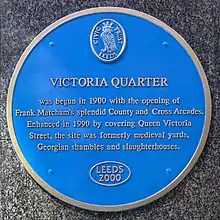 CIVIC TRUST
LEEDS
VICTORIA QUARTER
was begun in 1900 with the opening of
Frank Matcham's splendid County and Cross Arcades.
Enhanced in 1990 by covering Queen Victoria
Street, the site was formerly medieval yards,
Georgian shambles and slaughterhouses.
LEEDS
2000